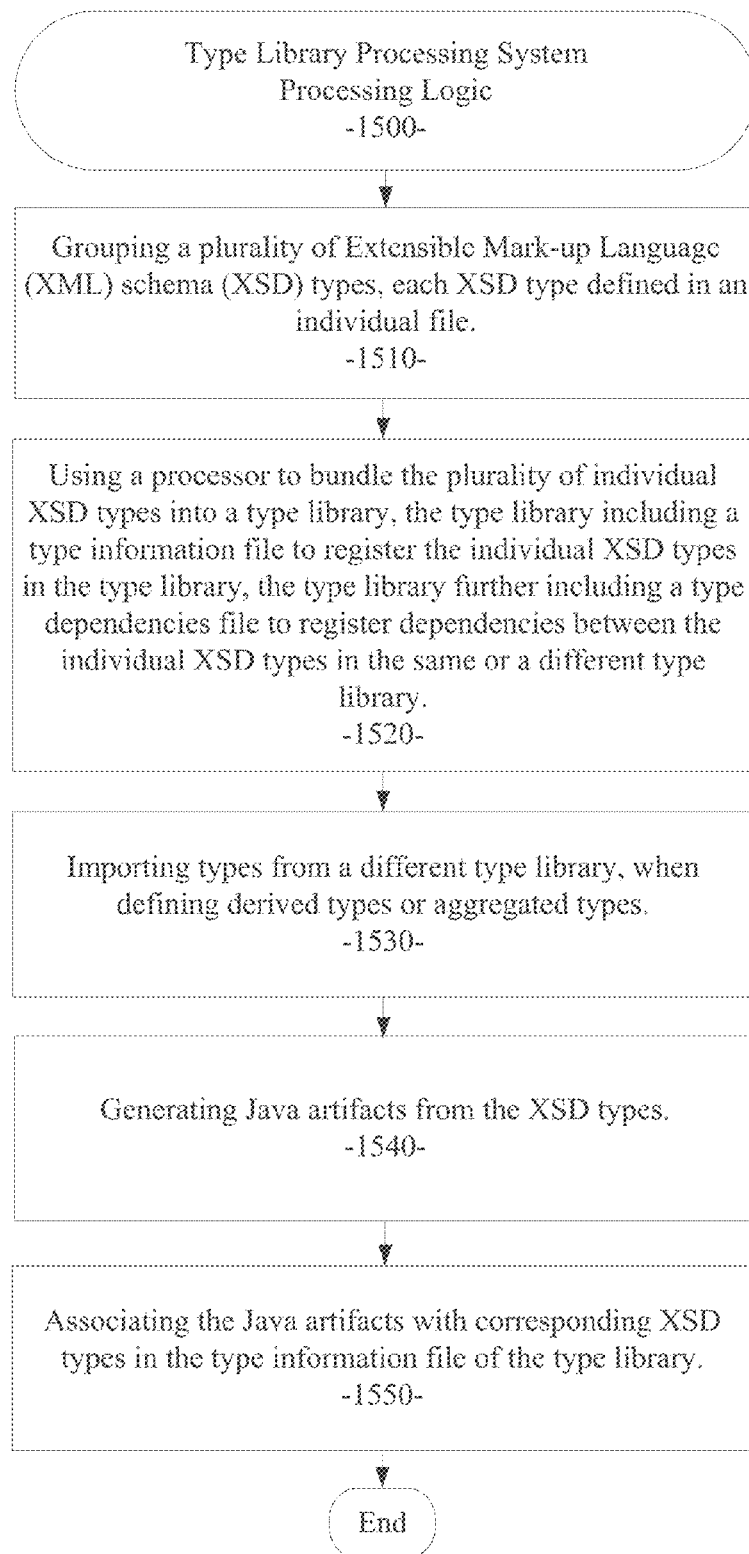 Type Library Processing System
Processing Logic
-1500-
Grouping a plurality of Extensible Mark-up Language
(XML) schema (XSD) types, each XSD type defined in an
individual file.
-1510-
Using a processor to bundle the plurality of individual
XSD types into a type library, the type library including a
type information file to register the individual XSD types
in the type library, the type library further including a type
dependencies file to register dependencies between the
individual XSD types in the same or a different type
library.
-1520-
Importing types from a different type library, when
defining derived types or aggregated types.
-1530-
Generating Java artifacts from the XSD types.
-1540-
Associating the Java artifacts with corresponding XSD
types in the type information file of the type library.
-1550-
End